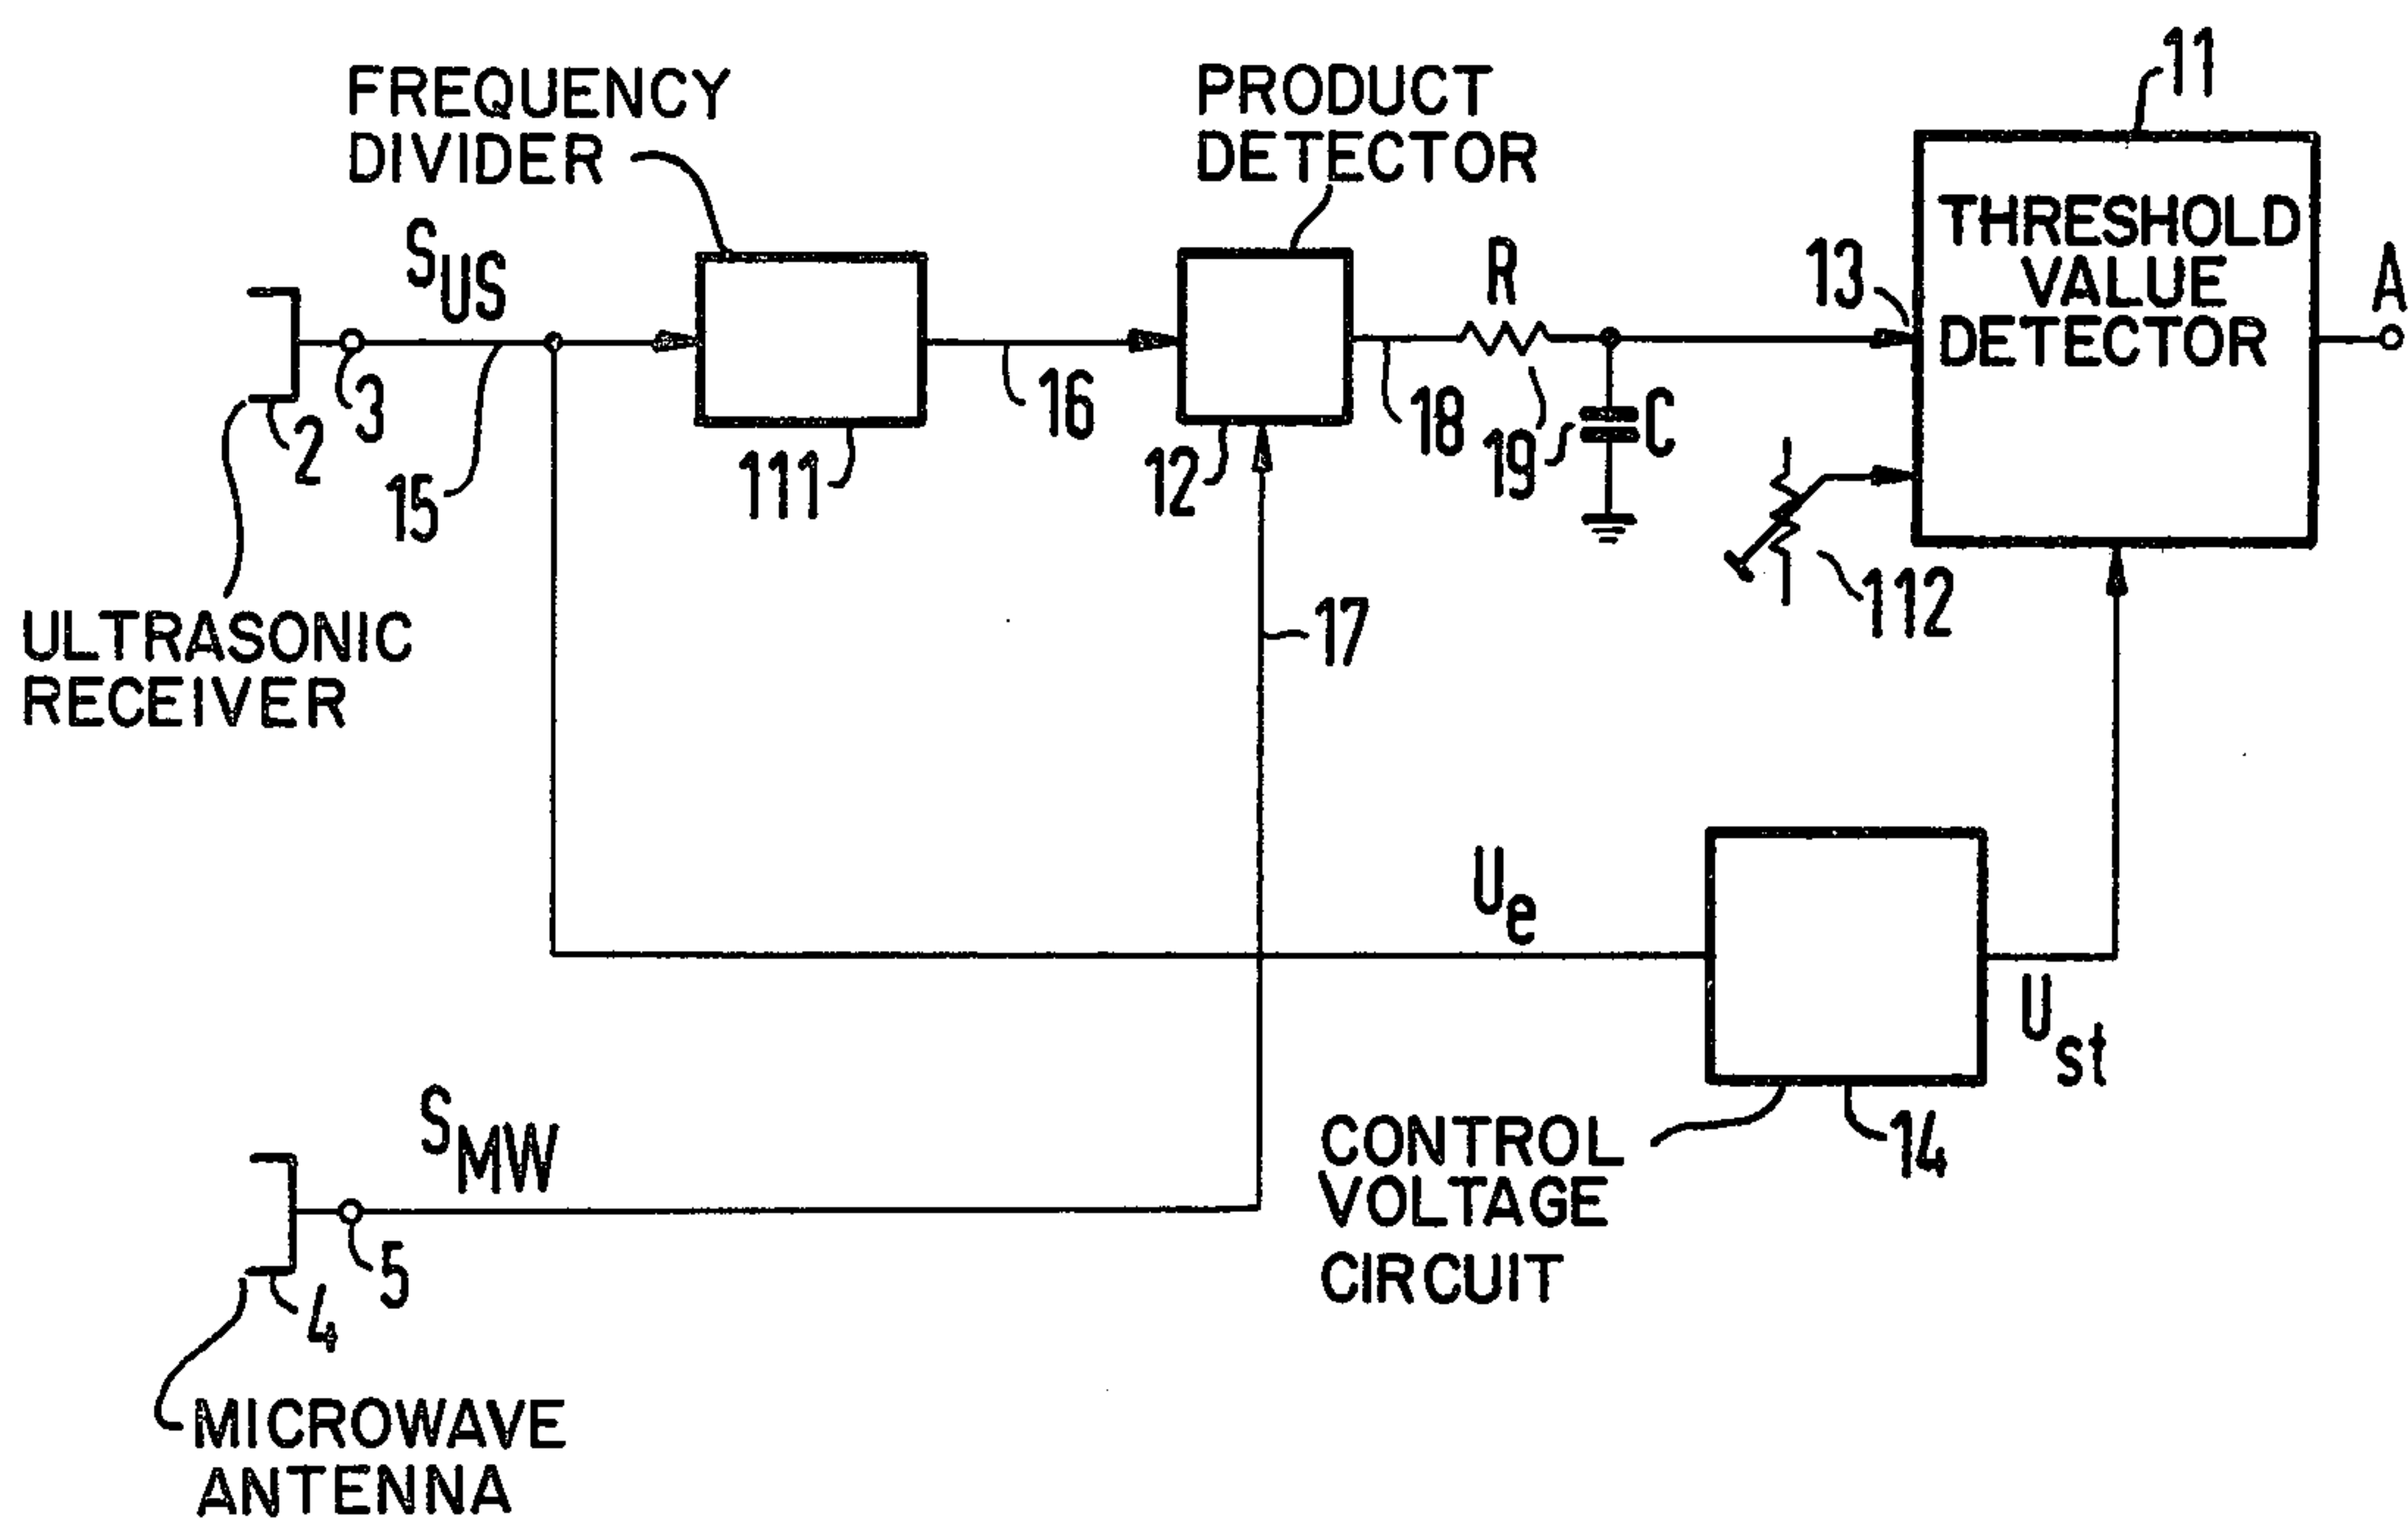 FREQUENCY
DIVIDER
PRODUCT
DETECTOR
11
THRESHOLD
VALUE
DETECTOR
A
S_US
R
13
2
3
15
16
111
12
18
19
C
112
17
ULTRASONIC
RECEIVER
U_e
U_st
14
S_MW
5
4
CONTROL
VOLTAGE
CIRCUIT
MICROWAVE
ANTENNA